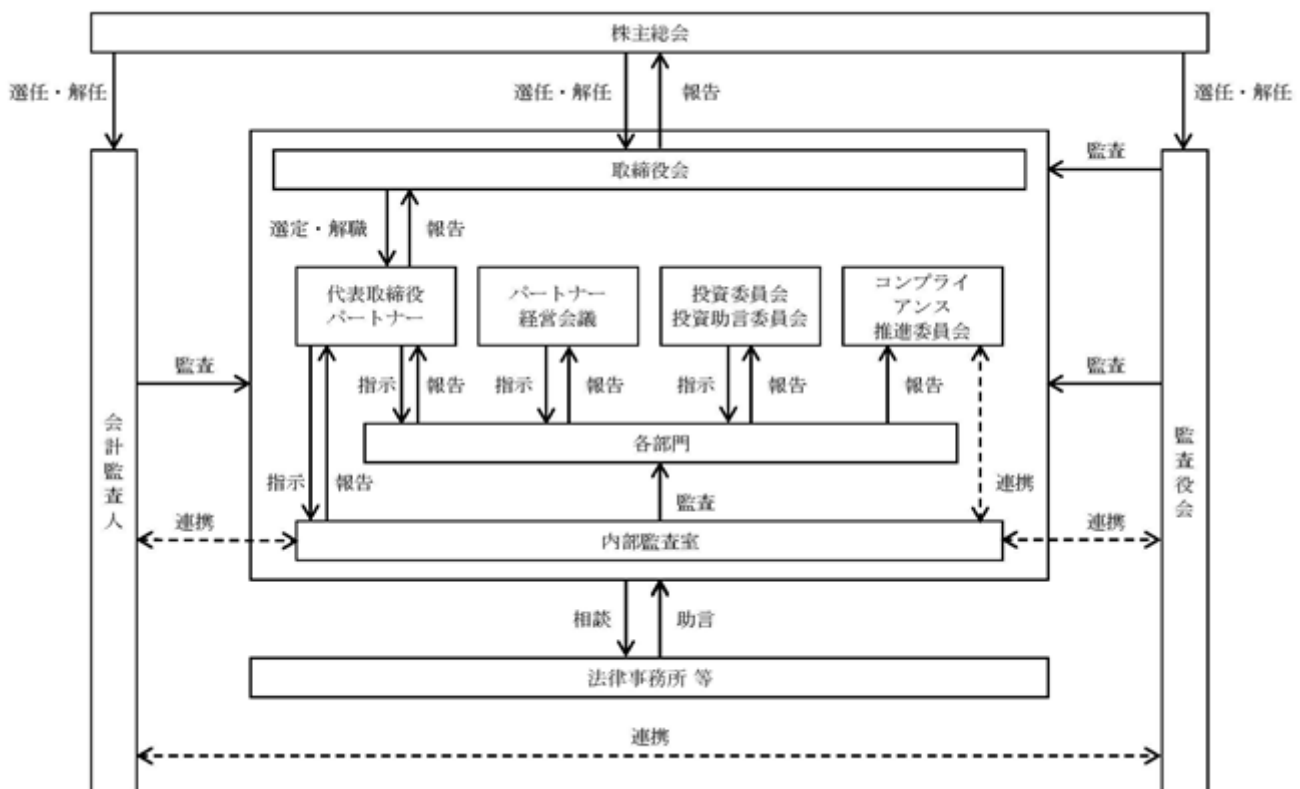 株主総会
選任・解任
選任・解任
報告
選任・解任
取締役会
監査
選定・解職
報告
代表取締役
パートナー
パートナー
経営会議
投資委員会
投資助言委員会
コンプライ
アンス
推進委員会
監査
指示
報告
指示
報告
指示
報告
報告
監査
各部門
会計監査人
監査役会
指示
報告
監査
連携
連携
内部監査室
連携
相談
助言
法律事務所 等
連携